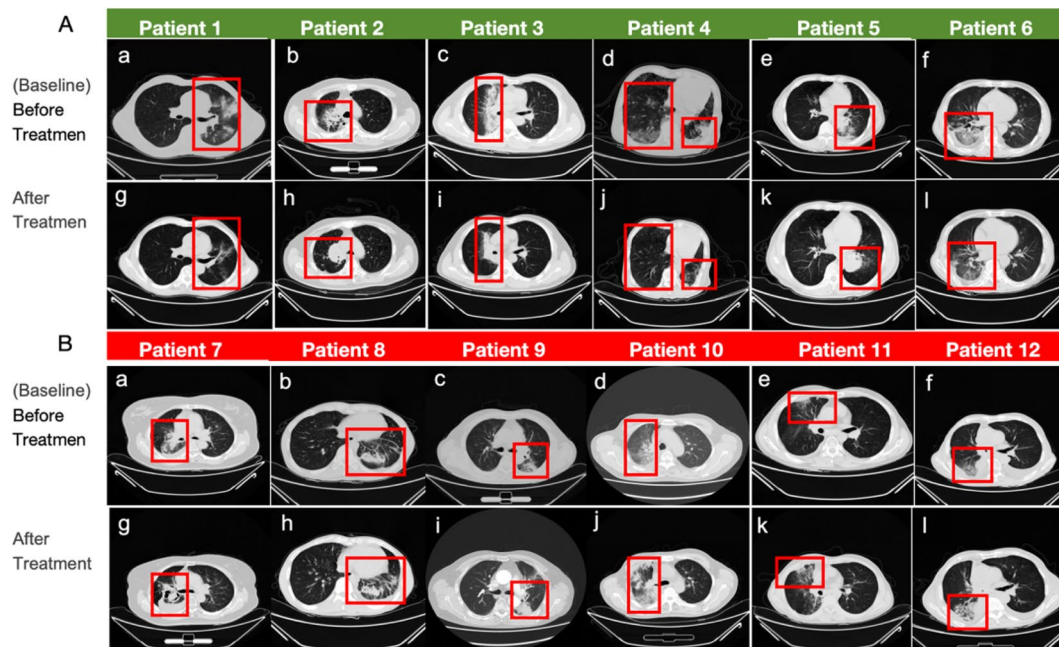 A
Patient 1 Patient 2 Patient 3 Patient 4 Patient 5 Patient 6
(Baseline)
Before
Treatmen
a b c d e f
After
Treatmen
g h i j k l
B
Patient 7 Patient 8 Patient 9 Patient 10 Patient 11 Patient 12
(Baseline)
Before
Treatmen
a b c d e f
After
Treatment
g h i j k l